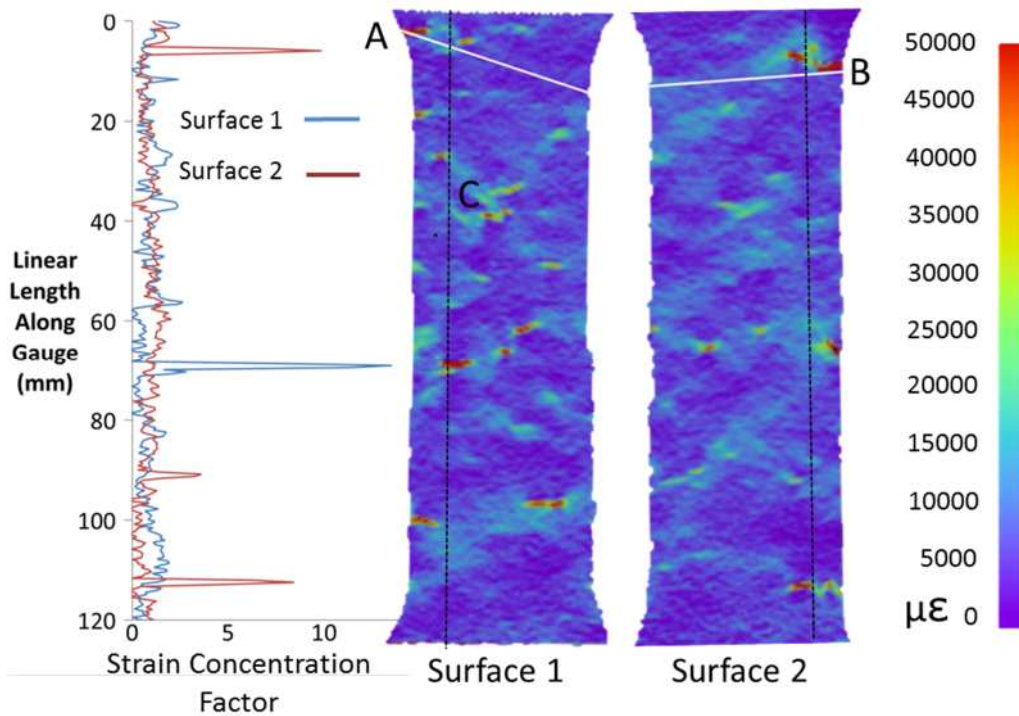 0
20
40
60
80
100
120
Linear
Length
Along
Gauge
(mm)
Surface 1
Surface 2
0
5
10
Strain Concentration
Factor
A
B
C
Surface 1
Surface 2
50000
45000
40000
35000
30000
25000
20000
15000
10000
5000
με 0